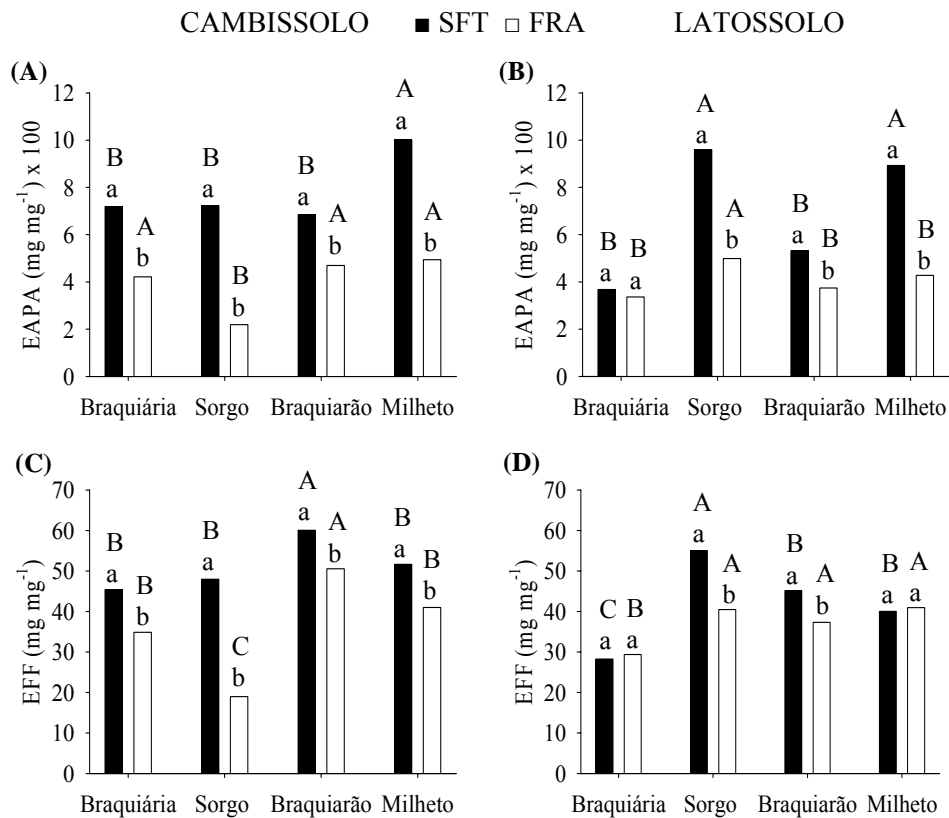 CAMBISSOLO ■ SFT □ FRA LATOSSOLO
(A)
EAPA (mg mg⁻¹) x 100
12
10
8
6
4
2
0
B
a
A
b
B
a
B
b
B
a
A
b
A
a
A
b
Braquiária Sorgo Braquiarão Milheto
(B)
EAPA (mg mg⁻¹) x 100
12
10
8
6
4
2
0
B
a
B
a
A
a
A
b
B
a
B
b
A
a
B
b
Braquiária Sorgo Braquiarão Milheto
(C)
EFF (mg mg⁻¹)
70
60
50
40
30
20
10
0
B
a
B
b
B
a
C
b
A
a
A
b
B
a
B
b
Braquiária Sorgo Braquiarão Milheto
(D)
EFF (mg mg⁻¹)
70
60
50
40
30
20
10
0
C
a
B
a
A
a
A
b
B
a
A
b
B
a
A
a
Braquiária Sorgo Braquiarão Milheto